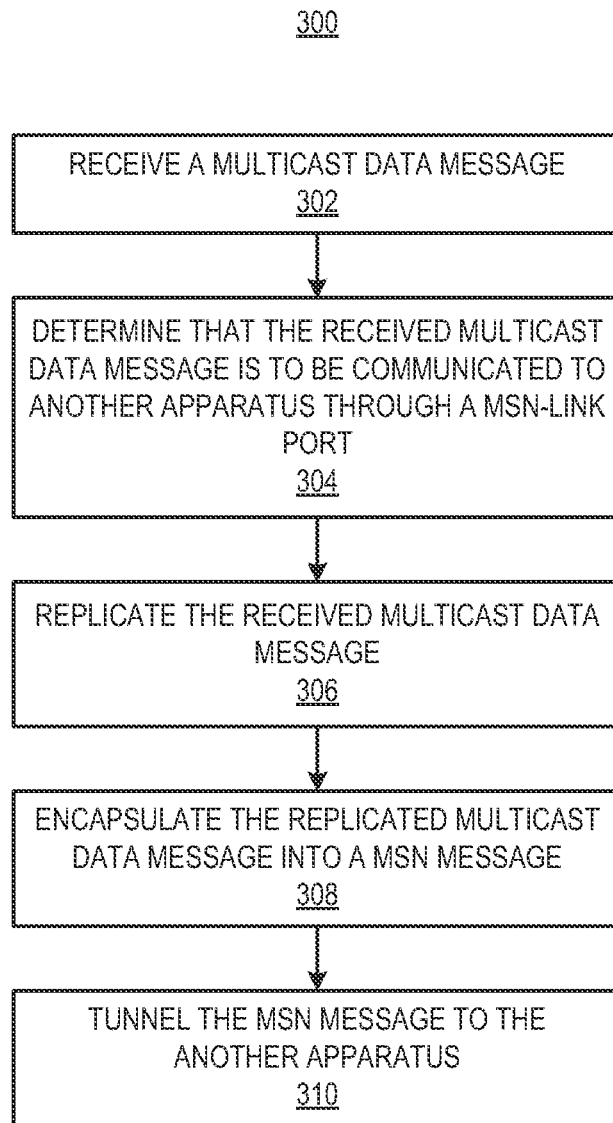 300
RECEIVE A MULTICAST DATA MESSAGE
302
DETERMINE THAT THE RECEIVED MULTICAST
DATA MESSAGE IS TO BE COMMUNICATED TO
ANOTHER APPARATUS THROUGH A MSN-LINK
PORT
304
REPLICATE THE RECEIVED MULTICAST DATA
MESSAGE
306
ENCAPSULATE THE REPLICATED MULTICAST
DATA MESSAGE INTO A MSN MESSAGE
308
TUNNEL THE MSN MESSAGE TO THE
ANOTHER APPARATUS
310